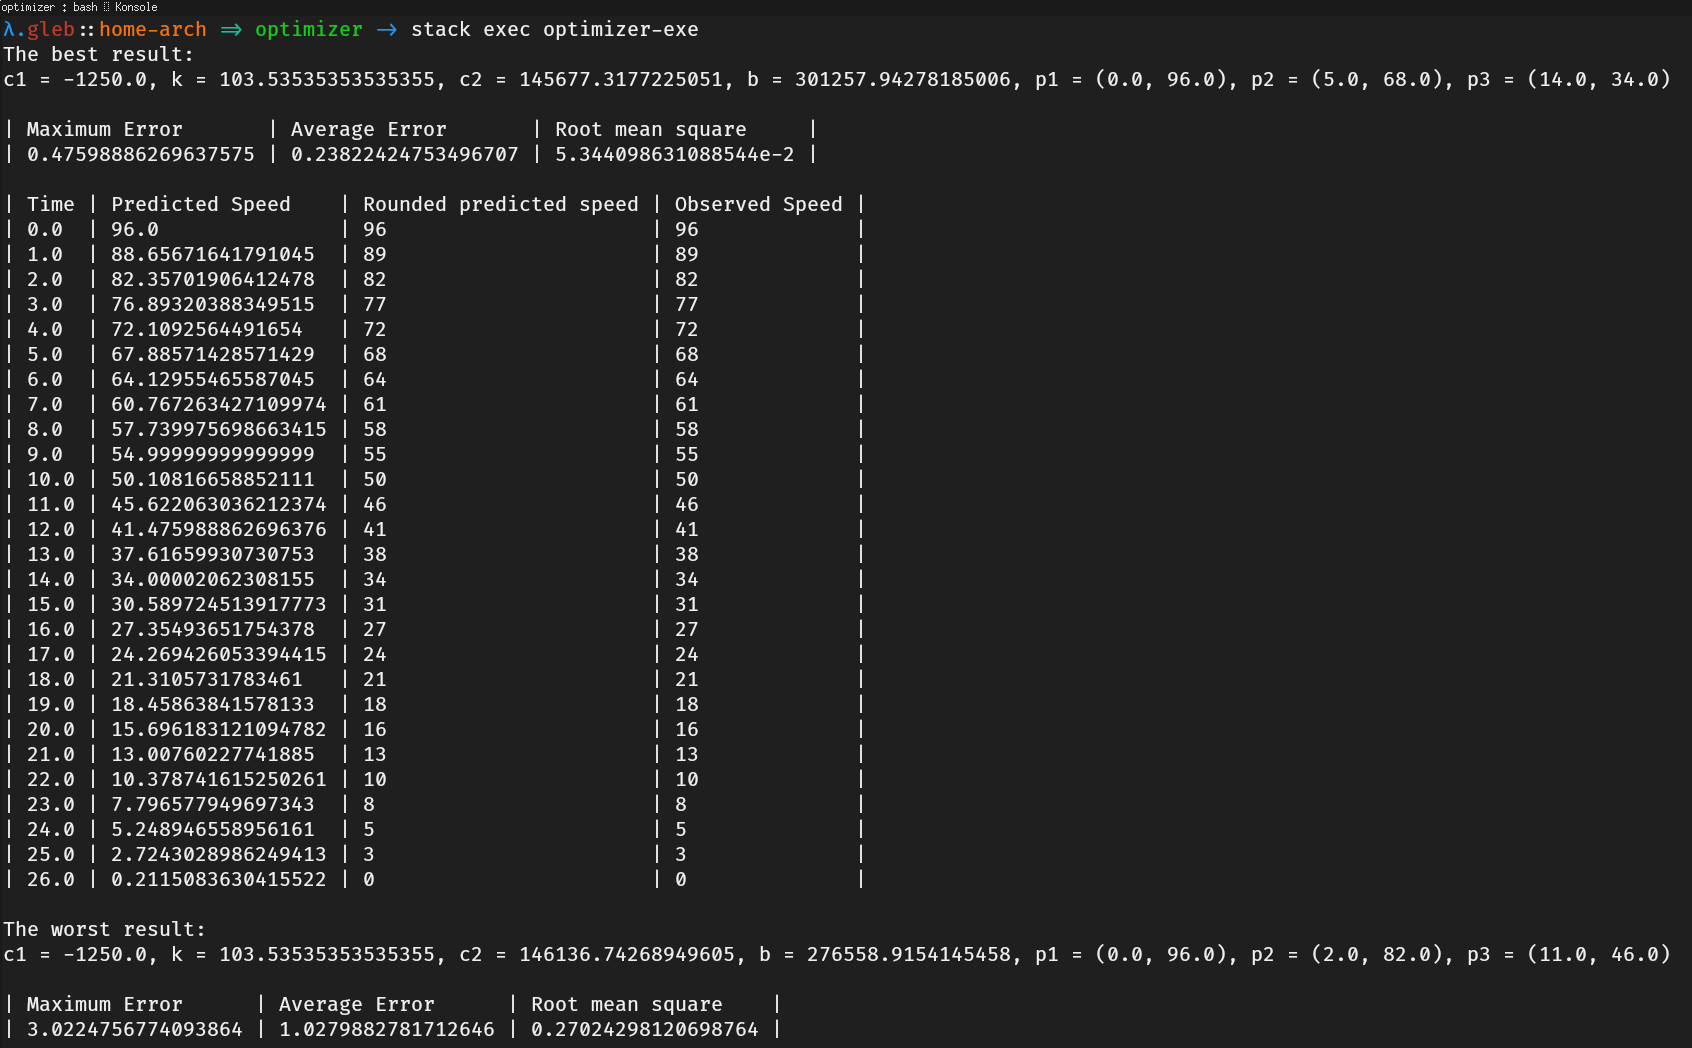 optimizer : bash Konsole
λ.gleb::home-arch => optimizer -> stack exec optimizer-exe
The best result:
c1 = -1250.0, k = 103.53535353535355, c2 = 145677.3177225051, b = 301257.94278185006, p1 = (0.0, 96.0), p2 = (5.0, 68.0), p3 = (14.0, 34.0)
| Maximum Error | Average Error | Root mean square |
| 0.47598886269637575 | 0.23822424753496707 | 5.344098631088544e-2 |
| Time | Predicted Speed | Rounded predicted speed | Observed Speed |
| 0.0 | 96.0 | 96 | 96 |
| 1.0 | 88.65671641791045 | 89 | 89 |
| 2.0 | 82.35701906412478 | 82 | 82 |
| 3.0 | 76.89320388349515 | 77 | 77 |
| 4.0 | 72.1092564491654 | 72 | 72 |
| 5.0 | 67.88571428571429 | 68 | 68 |
| 6.0 | 64.12955465587045 | 64 | 64 |
| 7.0 | 60.767263427109974 | 61 | 61 |
| 8.0 | 57.739975698663415 | 58 | 58 |
| 9.0 | 54.99999999999999 | 55 | 55 |
| 10.0 | 50.10816658852111 | 50 | 50 |
| 11.0 | 45.622063036212374 | 46 | 46 |
| 12.0 | 41.475988862696376 | 41 | 41 |
| 13.0 | 37.61659930730753 | 38 | 38 |
| 14.0 | 34.00002062308155 | 34 | 34 |
| 15.0 | 30.589724513917773 | 31 | 31 |
| 16.0 | 27.35493651754378 | 27 | 27 |
| 17.0 | 24.269426053394415 | 24 | 24 |
| 18.0 | 21.3105731783461 | 21 | 21 |
| 19.0 | 18.45863841578133 | 18 | 18 |
| 20.0 | 15.696183121094782 | 16 | 16 |
| 21.0 | 13.00760227741885 | 13 | 13 |
| 22.0 | 10.378741615250261 | 10 | 10 |
| 23.0 | 7.796577949697343 | 8 | 8 |
| 24.0 | 5.248946558956161 | 5 | 5 |
| 25.0 | 2.7243028986249413 | 3 | 3 |
| 26.0 | 0.2115083630415522 | 0 | 0 |
The worst result:
c1 = -1250.0, k = 103.53535353535355, c2 = 146136.74268949605, b = 276558.9154145458, p1 = (0.0, 96.0), p2 = (2.0, 82.0), p3 = (11.0, 46.0)
| Maximum Error | Average Error | Root mean square |
| 3.0224756774093864 | 1.0279882781712646 | 0.27024298120698764 |